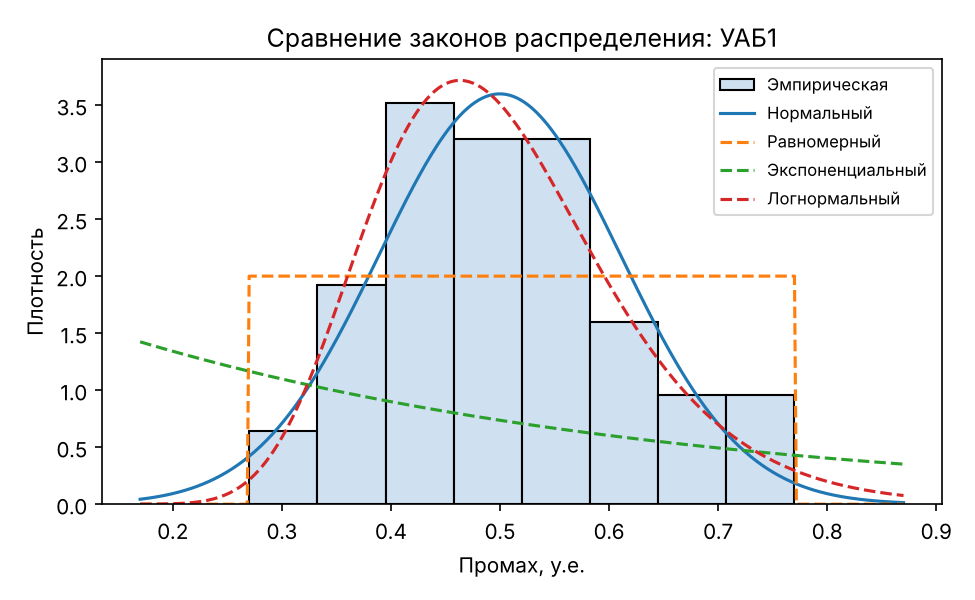 Сравнение законов распределения: УАБ1
Эмпирическая
Нормальный
Равномерный
Экспоненциальный
Логнормальный
Плотность
3.5
3.0
2.5
2.0
1.5
1.0
0.5
0.0
0.2 0.3 0.4 0.5 0.6 0.7 0.8 0.9
Промах, у.е.